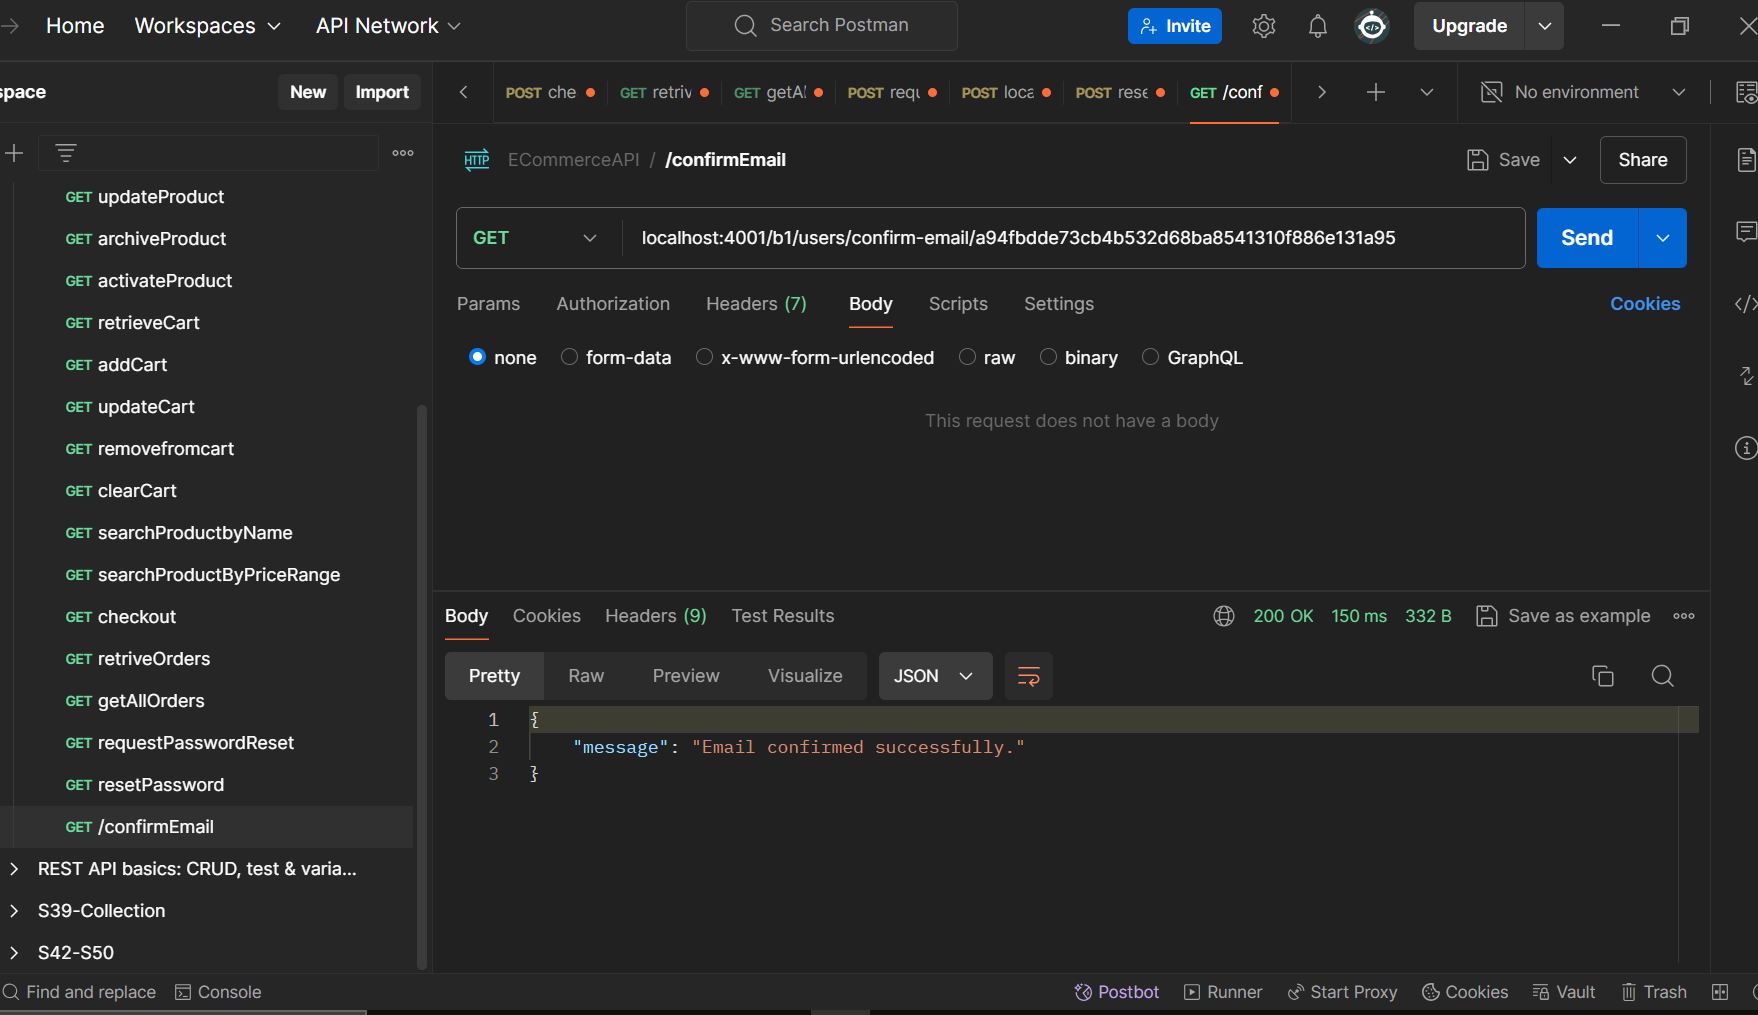 Home Workspaces API Network Search Postman Invite Upgrade
space New Import
POST che GET retriv GET getAl POST requ POST loca POST rese GET /conf No environment
HTTP ECommerceAPI / /confirmEmail Save Share
GET localhost:4001/b1/users/confirm-email/a94fbdde73cb4b532d68ba8541310f886e131a95 Send
Params Authorization Headers (7) Body Scripts Settings Cookies
none form-data x-www-form-urlencoded raw binary GraphQL
This request does not have a body
GET updateProduct
GET archiveProduct
GET activateProduct
GET retrieveCart
GET addCart
GET updateCart
GET removefromcart
GET clearCart
GET searchProductbyName
GET searchProductByPriceRange
GET checkout
GET retriveOrders
GET getAllOrders
GET requestPasswordReset
GET resetPassword
GET /confirmEmail
REST API basics: CRUD, test & varia...
S39-Collection
S42-S50
Body Cookies Headers (9) Test Results 200 OK 150 ms 332 B Save as example
Pretty Raw Preview Visualize JSON
1 {
2 "message": "Email confirmed successfully."
3 }
Find and replace Console Postbot Runner Start Proxy Cookies Vault Trash